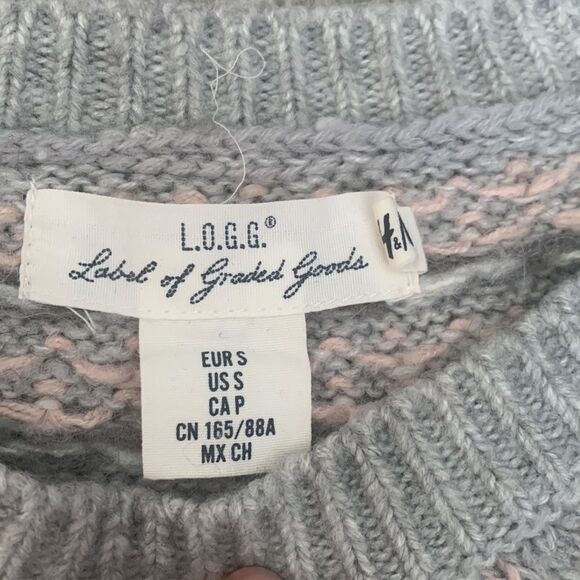 L.O.G.G.®
Label of Graded Goods
EUR S
US S
CA P
CN 165/88A
MX CH